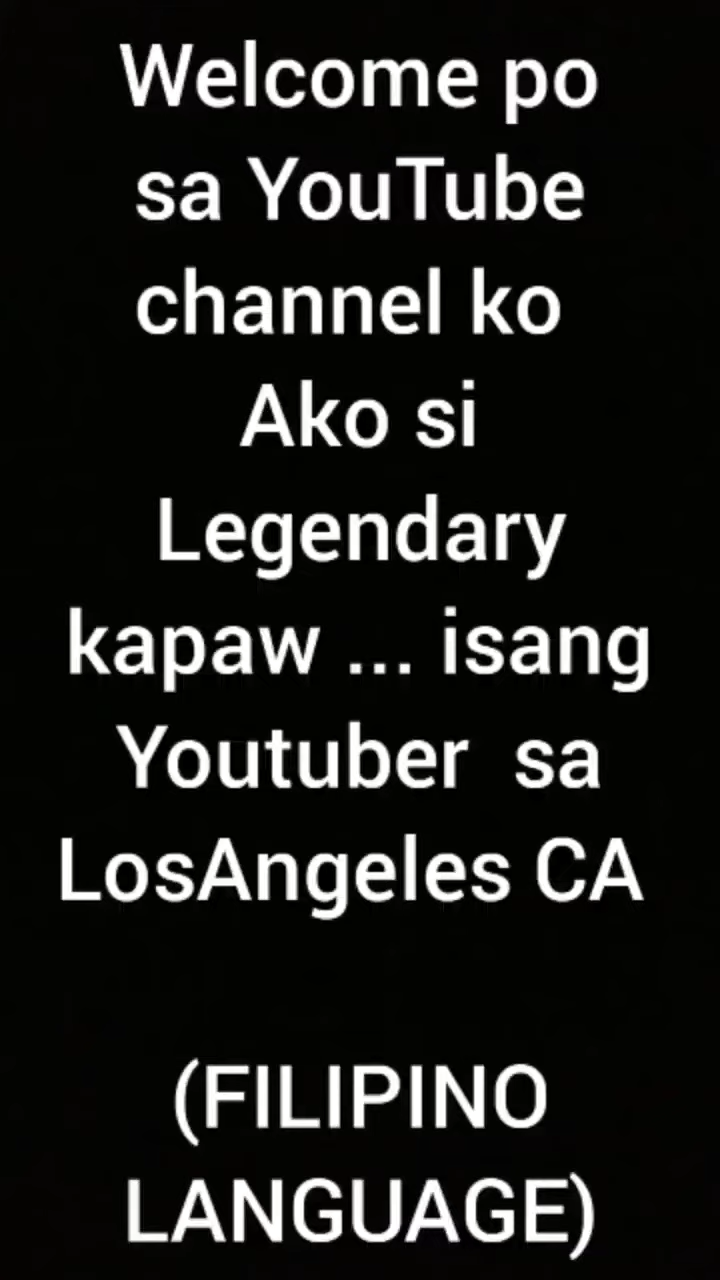 Welcome po
sa YouTube
channel ko
Ako si
Legendary
kapaw ... isang
Youtuber  sa
LosAngeles CA
(FILIPINO
LANGUAGE)